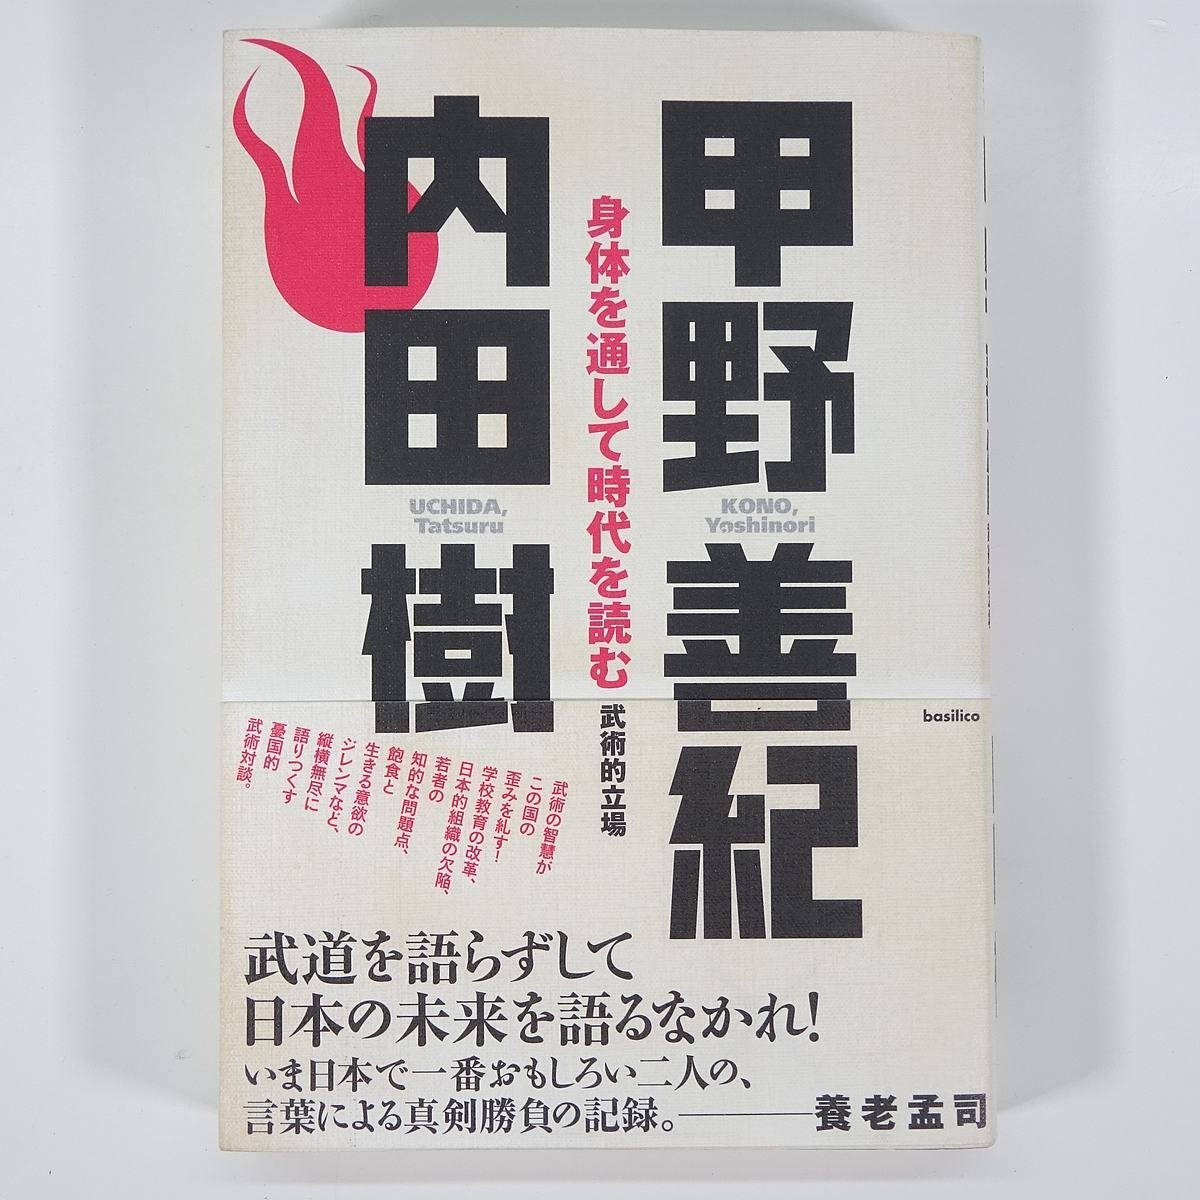 甲野善紀
KONO,
Yoshinori
身体を通して時代を読む
武術的立場
内田樹
UCHIDA,
Tatsuru
basilico
武術の智慧が
この国の
歪みを糺す！
学校教育の改革、
日本的組織の欠陥、
若者の
知的な問題点、
飽食と
生きる意欲の
ジレンマなど、
縦横無尽に
語りつくす
憂国的
武術対談。
武道を語らずして
日本の未来を語るなかれ！
いま日本で一番おもしろい二人の、
言葉による真剣勝負の記録。――養老孟司